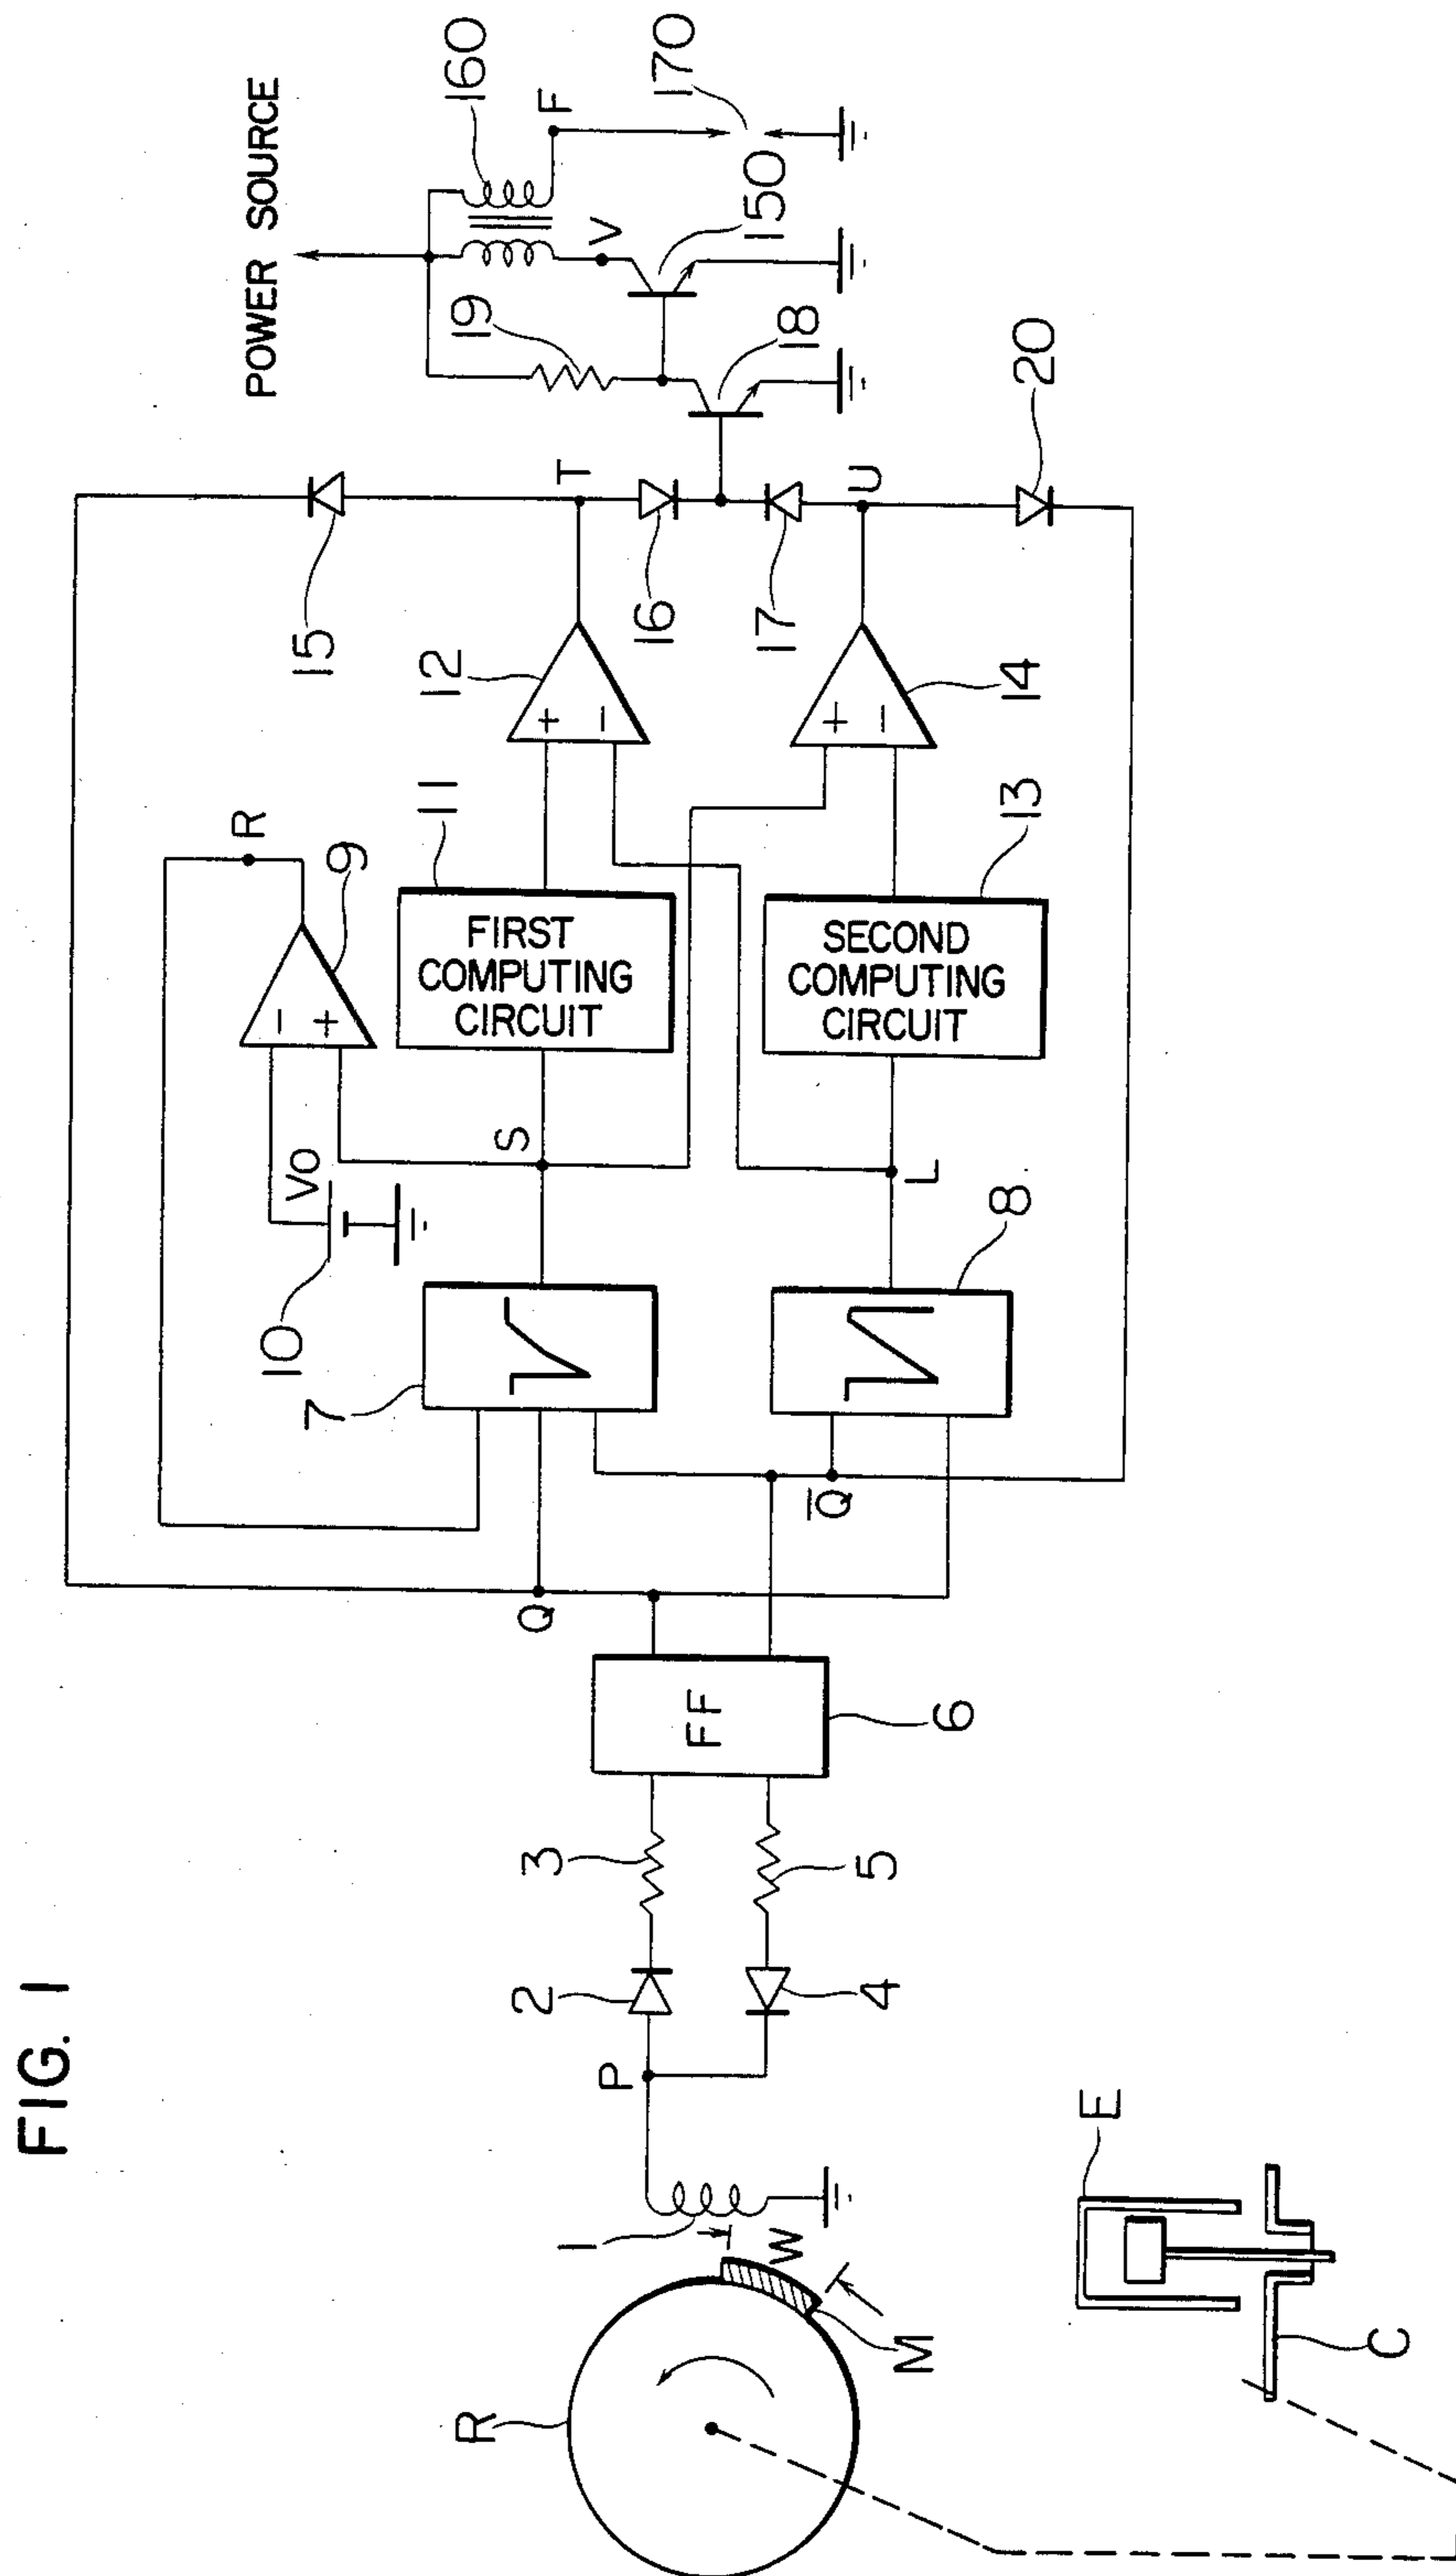 FIG. 1
POWER SOURCE
160
F
170
V
150
19
18
T
U
20
15
16
17
12
14
+
−
+
−
R
9
−
+
11
13
FIRST
COMPUTING
CIRCUIT
SECOND
COMPUTING
CIRCUIT
S
L
Vo
10
7
8
Q
Q̅
FF
6
3
5
2
4
P
1
W
M
R
E
C